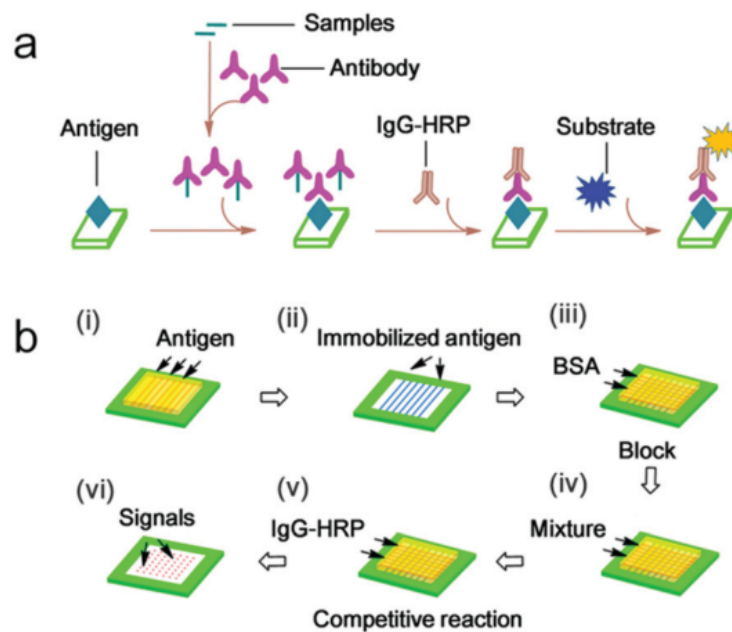 a
Samples
Antibody
Antigen
IgG-HRP
Substrate
b
(i)
Antigen
(ii)
Immobilized antigen
(iii)
BSA
Block
(iv)
Mixture
(v)
IgG-HRP
Competitive reaction
(vi)
Signals